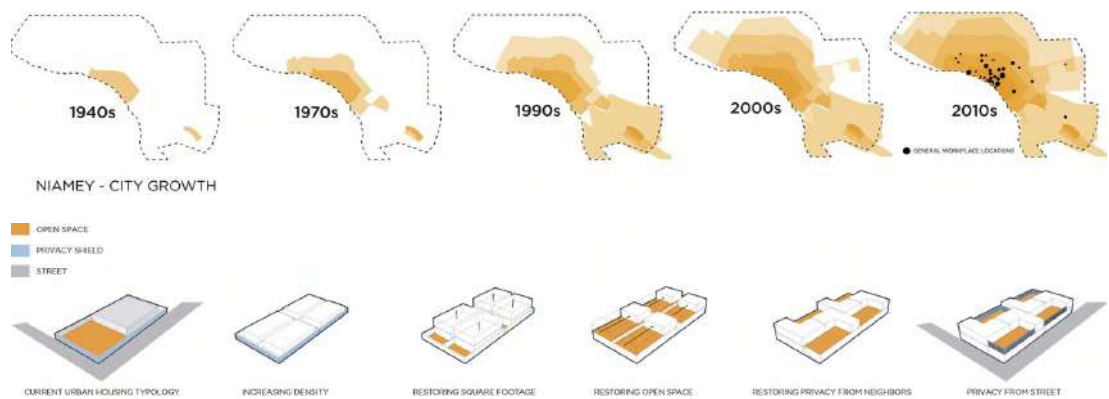 1940s
1970s
1990s
2000s
2010s
GENERAL WORKPLACE LOCATIONS
NIAMEY - CITY GROWTH
OPEN SPACE
PRIVACY SHIELD
STREET
CURRENT URBAN HOUSING TYPOLOGY
INCREASING DENSITY
RESTORING SQUARE FOOTAGE
RESTORING OPEN SPACE
RESTORING PRIVACY FROM NEIGHBORS
PRIVACY FROM STREET